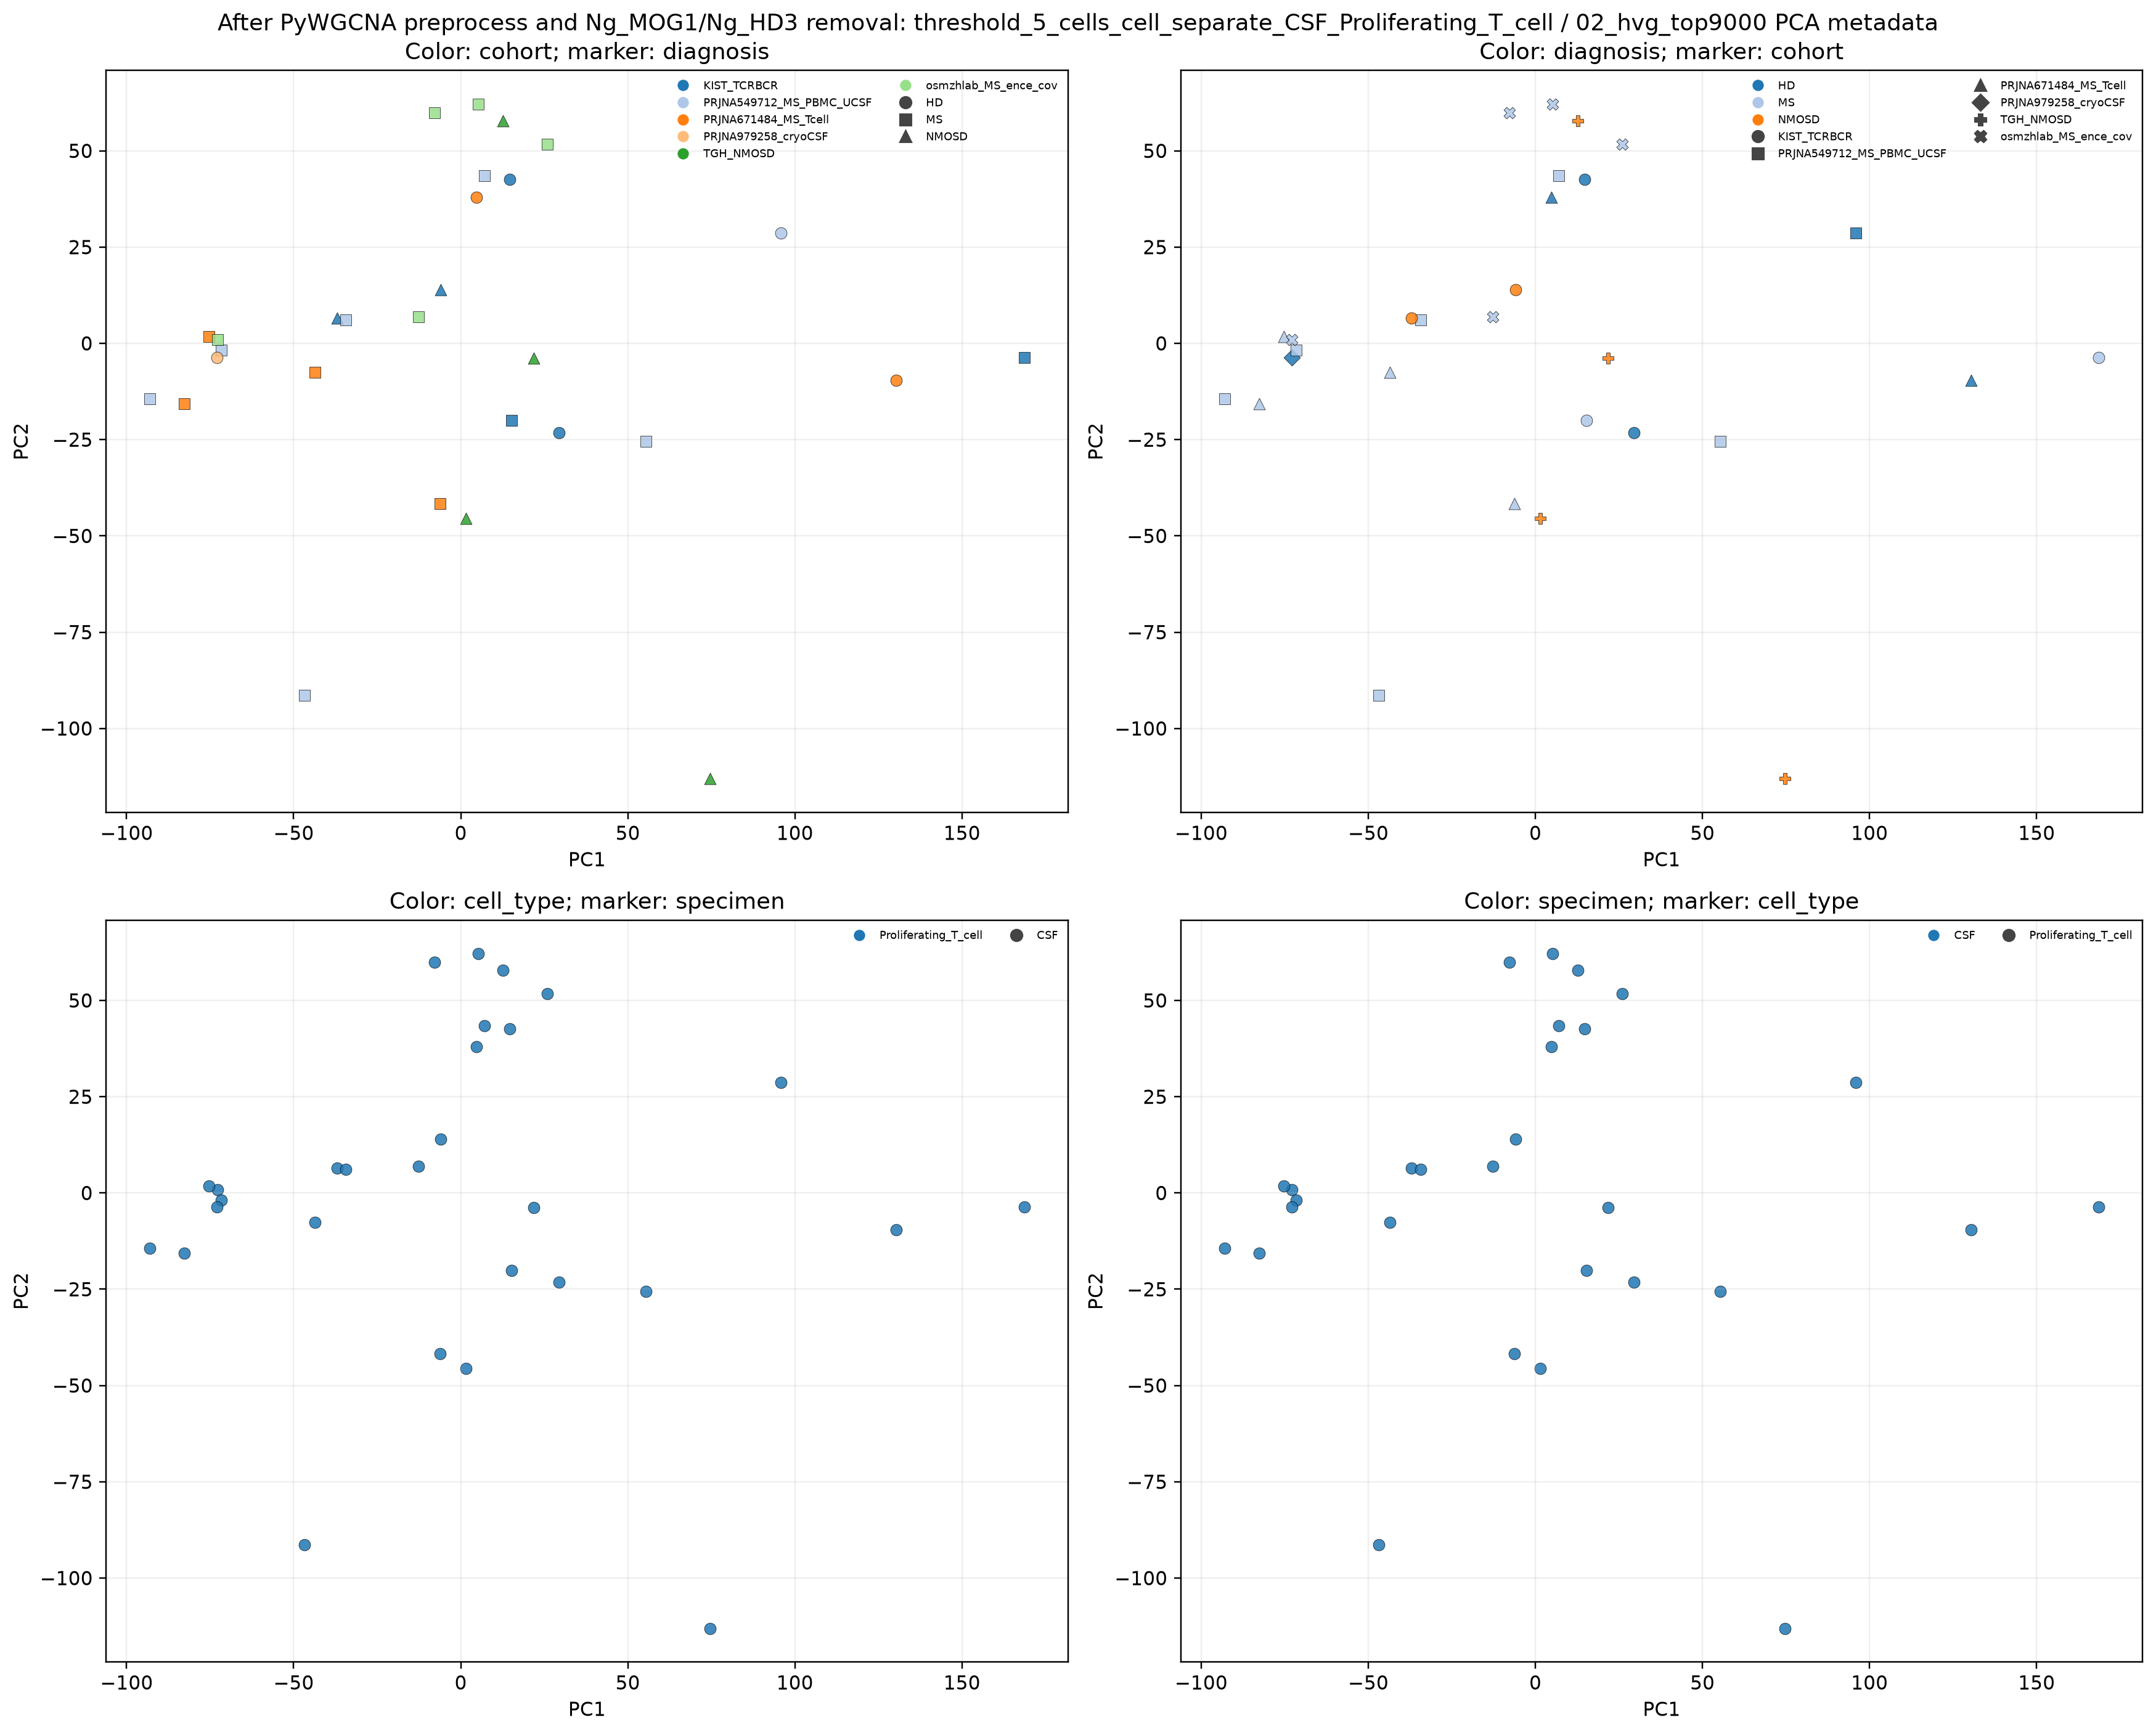 After PyWGCNA preprocess and Ng_MOG1/Ng_HD3 removal: threshold_5_cells_cell_separate_CSF_Proliferating_T_cell / 02_hvg_top9000 PCA metadata
Color: cohort; marker: diagnosis
KIST_TCRBCR
PRJNA549712_MS_PBMC_UCSF
PRJNA671484_MS_Tcell
PRJNA979258_cryoCSF
TGH_NMOSD
osmzhlab_MS_ence_cov
HD
MS
NMOSD
50
25
0
−25
−50
−75
−100
PC2
−100
−50
0
50
100
150
PC1
Color: diagnosis; marker: cohort
HD
MS
NMOSD
KIST_TCRBCR
PRJNA549712_MS_PBMC_UCSF
PRJNA671484_MS_Tcell
PRJNA979258_cryoCSF
TGH_NMOSD
osmzhlab_MS_ence_cov
50
25
0
−25
−50
−75
−100
PC2
−100
−50
0
50
100
150
PC1
Color: cell_type; marker: specimen
Proliferating_T_cell
CSF
50
25
0
−25
−50
−75
−100
PC2
−100
−50
0
50
100
150
PC1
Color: specimen; marker: cell_type
CSF
Proliferating_T_cell
50
25
0
−25
−50
−75
−100
PC2
−100
−50
0
50
100
150
PC1